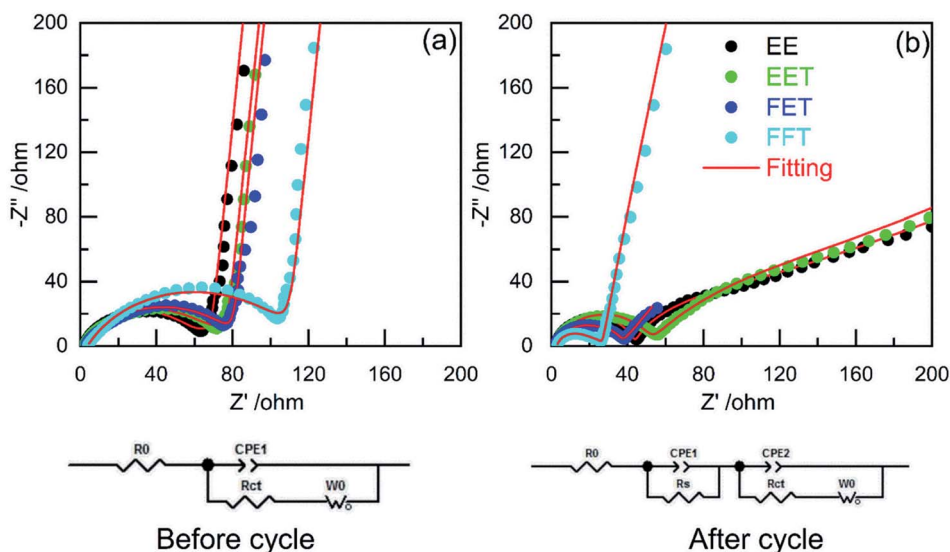 (a)
-Z" /ohm
200
160
120
80
40
0
0 40 80 120 160 200
Z' /ohm
(b)
EE
EET
FET
FFT
Fitting
-Z" /ohm
200
160
120
80
40
0
0 40 80 120 160 200
Z' /ohm
R0 CPE1
Rct W0
Before cycle
R0 CPE1 CPE2
Rs Rct W0
After cycle